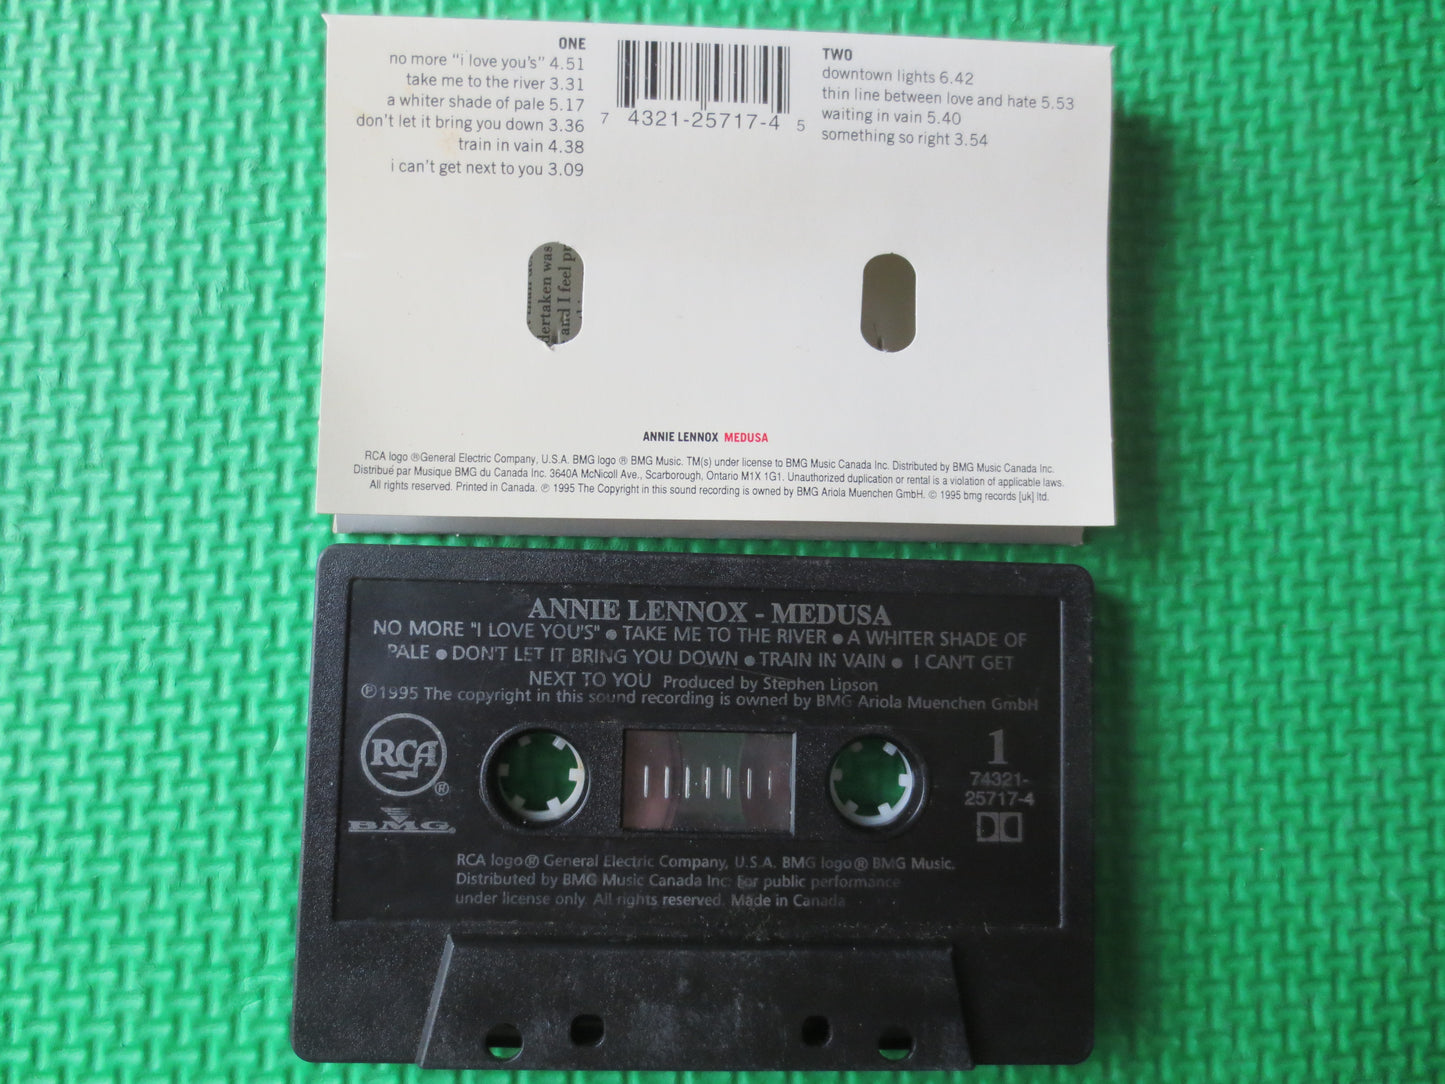 ONE
no more "i love you's" 4.51
take me to the river 3.31
a whiter shade of pale 5.17
don't let it bring you down 3.36
train in vain 4.38
i can't get next to you 3.09
7 4321-25717-4 5
TWO
downtown lights 6.42
thin line between love and hate 5.53
waiting in vain 5.40
something so right 3.54
dertaken was
and I feel pr
ANNIE LENNOX MEDUSA
RCA logo ®General Electric Company, U.S.A. BMG logo ® BMG Music. TM(s) under license to BMG Music Canada Inc. Distributed by BMG Music Canada Inc.
Distribué par Musique BMG du Canada Inc. 3640A McNicoll Ave., Scarborough, Ontario M1X 1G1. Unauthorized duplication or rental is a violation of applicable laws.
All rights reserved. Printed in Canada. ℗ 1995 The Copyright in this sound recording is owned by BMG Ariola Muenchen GmbH. © 1995 bmg records [uk] ltd.
ANNIE LENNOX - MEDUSA
NO MORE "I LOVE YOU'S" ● TAKE ME TO THE RIVER ● A WHITER SHADE OF
PALE ● DON'T LET IT BRING YOU DOWN ● TRAIN IN VAIN ● I CAN'T GET
NEXT TO YOU Produced by Stephen Lipson
℗1995 The copyright in this sound recording is owned by BMG Ariola Muenchen GmbH
RCA ®
BMG
1
74321-
25717-4
RCA logo® General Electric Company, U.S.A. BMG logo® BMG Music.
Distributed by BMG Music Canada Inc. For public performance
under license only. All rights reserved. Made in Canada